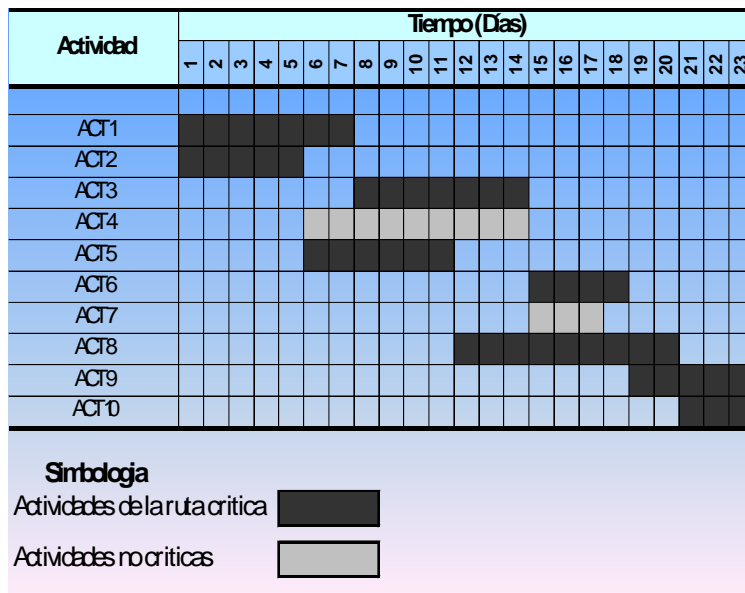 Actividad
Tiempo (Días)
1 2 3 4 5 6 7 8 9 10 11 12 13 14 15 16 17 18 19 20 21 22 23
ACT1
ACT2
ACT3
ACT4
ACT5
ACT6
ACT7
ACT8
ACT9
ACT10
Simbologia
Actividades de la ruta critica
Actividades no criticas